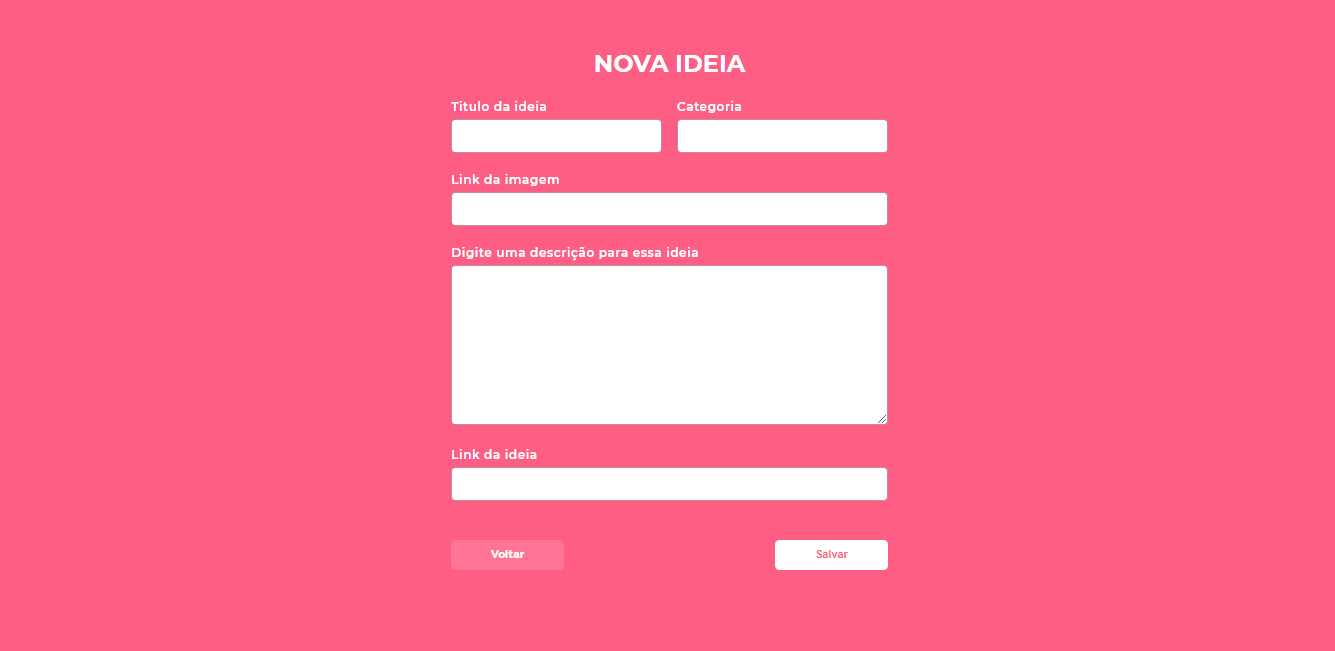 NOVA IDEIA
Titulo da ideia
Categoria
Link da imagem
Digite uma descrição para essa ideia
Link da ideia
Voltar
Salvar